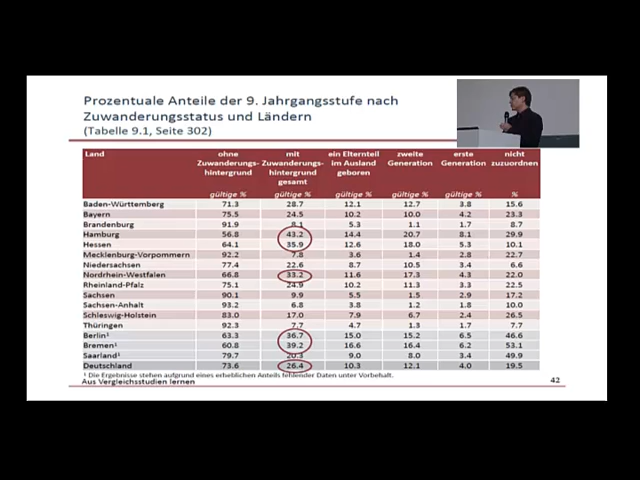 Prozentuale Anteile der 9. Jahrgangsstufe nach
Zuwanderungsstatus und Ländern
(Tabelle 9.1, Seite 302)
Land ohne Zuwanderungs-hintergrund mit Zuwanderungs-hintergrund gesamt ein Elternteil im Ausland geboren zweite Generation erste Generation nicht zuzuordnen
gültige % gültige % gültige % gültige % gültige % %
Baden-Württemberg 71.3 28.7 12.1 12.7 3.8 15.6
Bayern 75.5 24.5 10.2 10.0 4.2 23.3
Brandenburg 91.9 8.1 5.3 1.1 1.7 8.7
Hamburg 56.8 43.2 14.4 20.7 8.1 29.9
Hessen 64.1 35.9 12.6 18.0 5.3 10.1
Mecklenburg-Vorpommern 92.2 7.8 3.6 1.4 2.8 22.7
Niedersachsen 77.4 22.6 8.7 10.5 3.4 6.6
Nordrhein-Westfalen 66.8 33.2 11.6 17.3 4.3 22.0
Rheinland-Pfalz 75.1 24.9 10.2 11.3 3.3 22.5
Sachsen 90.1 9.9 5.5 1.5 2.9 17.2
Sachsen-Anhalt 93.2 6.8 3.8 1.2 1.8 10.0
Schleswig-Holstein 83.0 17.0 7.9 6.7 2.4 26.5
Thüringen 92.3 7.7 4.7 1.3 1.7 7.7
Berlin¹ 63.3 36.7 15.0 15.2 6.5 46.6
Bremen¹ 60.8 39.2 16.6 16.4 6.2 53.1
Saarland¹ 79.7 20.3 9.0 8.0 3.4 49.9
Deutschland 73.6 26.4 10.3 12.1 4.0 19.5
¹ Die Ergebnisse stehen aufgrund eines erheblichen Anteils fehlender Daten unter Vorbehalt.
Aus Vergleichsstudien lernen 42